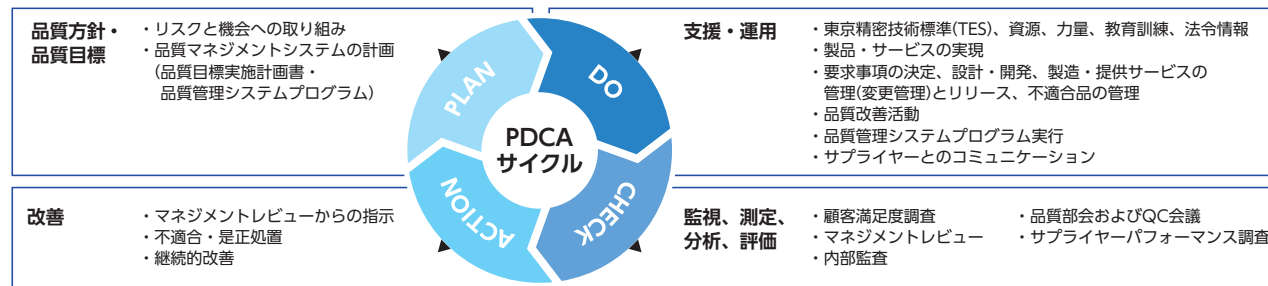 品質方針・
品質目標
・リスクと機会への取り組み
・品質マネジメントシステムの計画
(品質目標実施計画書・
品質管理システムプログラム)
PLAN
DO
支援・運用
・東京精密技術標準(TES)、資源、力量、教育訓練、法令情報
・製品・サービスの実現
・要求事項の決定、設計・開発、製造・提供サービスの
管理(変更管理)とリリース、不適合品の管理
・品質改善活動
・品質管理システムプログラム実行
・サプライヤーとのコミュニケーション
PDCA
サイクル
改善
・マネジメントレビューからの指示
・不適合・是正処置
・継続的改善
ACTION
CHECK
監視、測定、
分析、評価
・顧客満足度調査
・マネジメントレビュー
・内部監査
・品質部会およびQC会議
・サプライヤーパフォーマンス調査